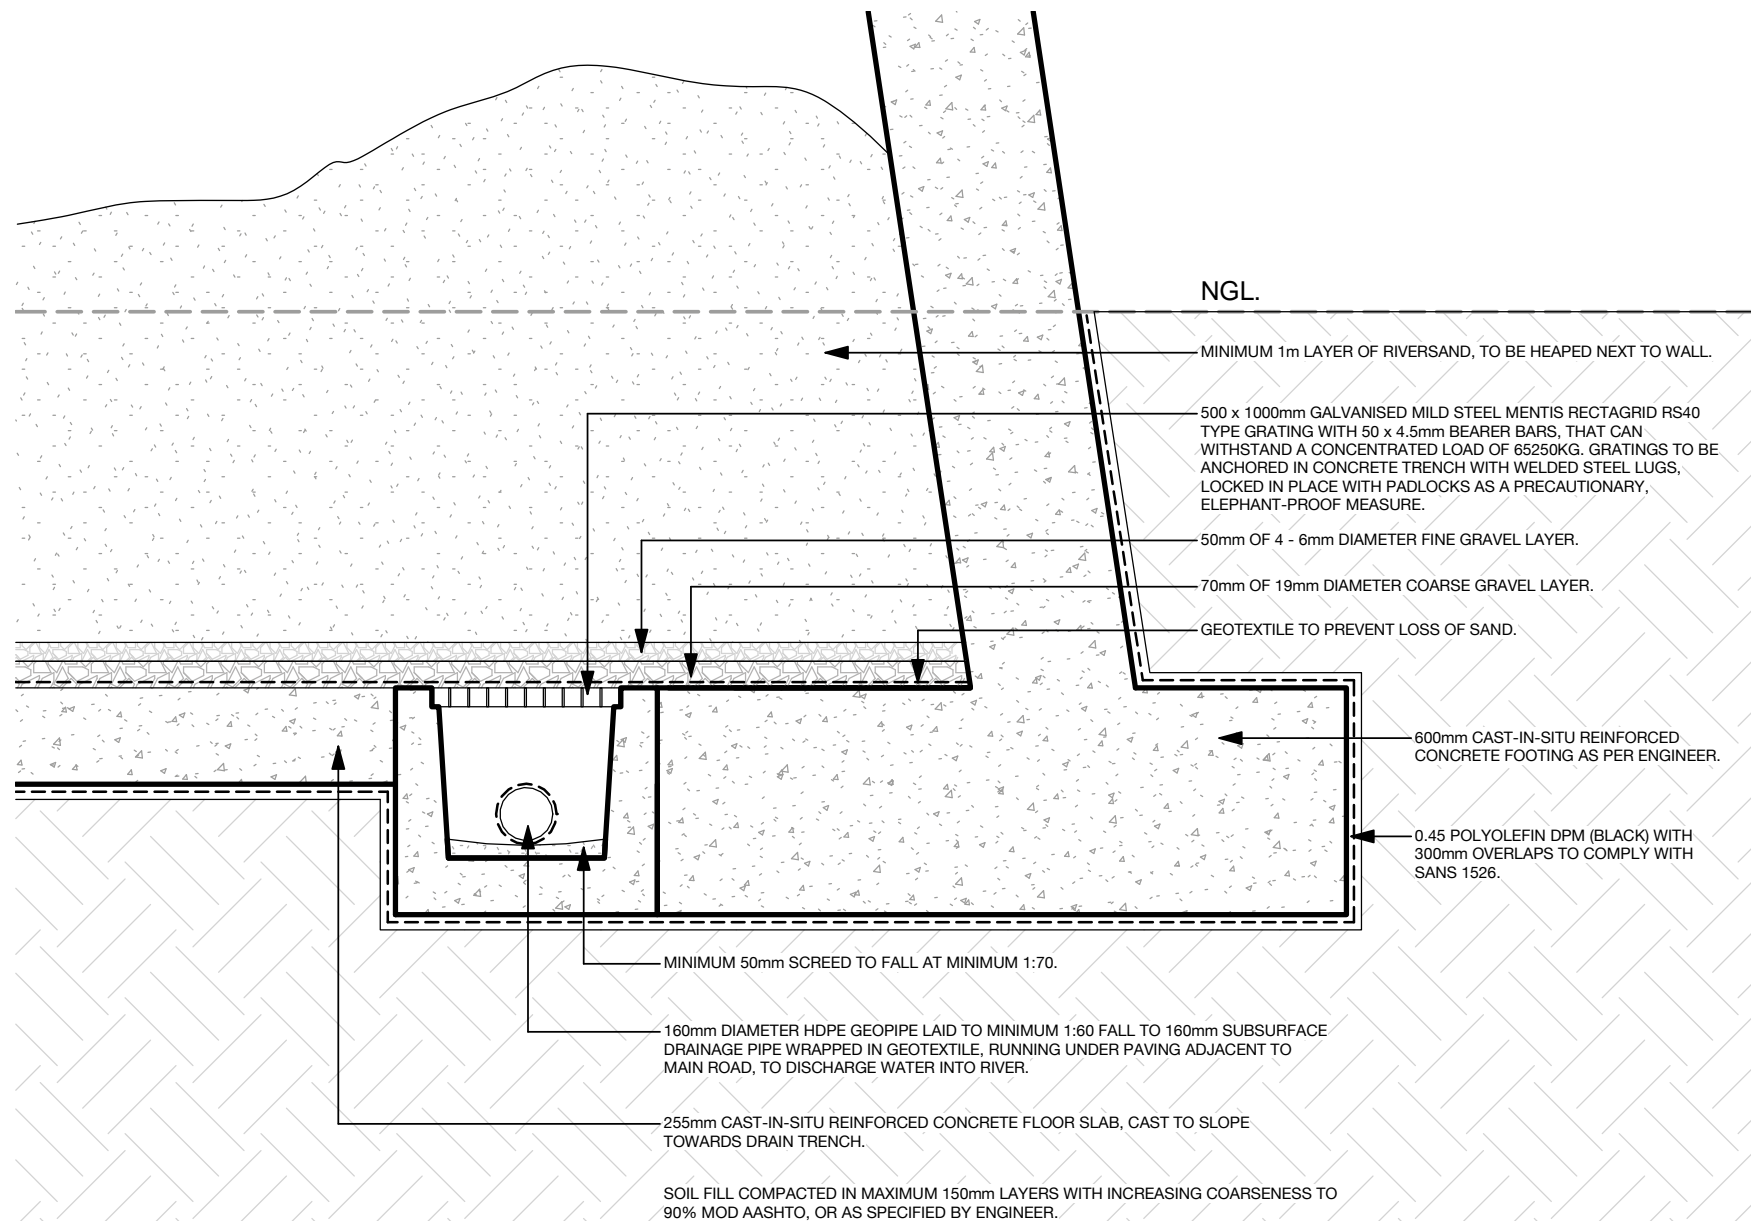 NGL.
MINIMUM 1m LAYER OF RIVERSAND, TO BE HEAPED NEXT TO WALL.
500 x 1000mm GALVANISED MILD STEEL MENTIS RECTAGRID RS40
TYPE GRATING WITH 50 x 4.5mm BEARER BARS, THAT CAN
WITHSTAND A CONCENTRATED LOAD OF 65250KG. GRATINGS TO BE
ANCHORED IN CONCRETE TRENCH WITH WELDED STEEL LUGS,
LOCKED IN PLACE WITH PADLOCKS AS A PRECAUTIONARY,
ELEPHANT-PROOF MEASURE.
50mm OF 4 - 6mm DIAMETER FINE GRAVEL LAYER.
70mm OF 19mm DIAMETER COARSE GRAVEL LAYER.
GEOTEXTILE TO PREVENT LOSS OF SAND.
600mm CAST-IN-SITU REINFORCED
CONCRETE FOOTING AS PER ENGINEER.
0.45 POLYOLEFIN DPM (BLACK) WITH
300mm OVERLAPS TO COMPLY WITH
SANS 1526.
MINIMUM 50mm SCREED TO FALL AT MINIMUM 1:70.
160mm DIAMETER HDPE GEOPIPE LAID TO MINIMUM 1:60 FALL TO 160mm SUBSURFACE
DRAINAGE PIPE WRAPPED IN GEOTEXTILE, RUNNING UNDER PAVING ADJACENT TO
MAIN ROAD, TO DISCHARGE WATER INTO RIVER.
255mm CAST-IN-SITU REINFORCED CONCRETE FLOOR SLAB, CAST TO SLOPE
TOWARDS DRAIN TRENCH.
SOIL FILL COMPACTED IN MAXIMUM 150mm LAYERS WITH INCREASING COARSENESS TO
90% MOD AASHTO, OR AS SPECIFIED BY ENGINEER.